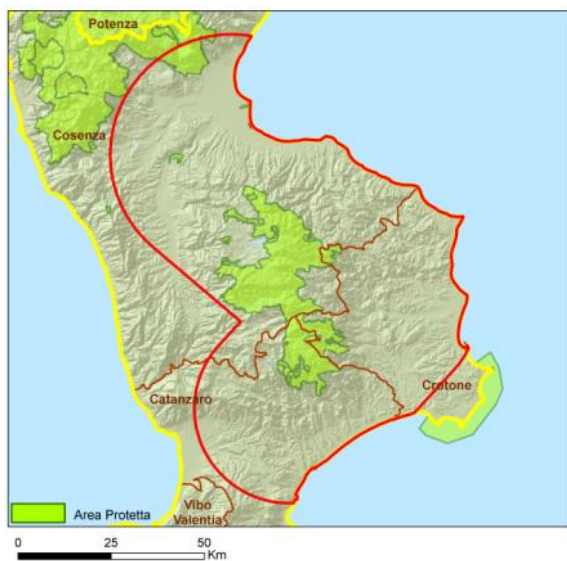 Potenza
Cosenza
Crotone
Catanzaro
Vibo
Valentia
Area Protetta
0 25 50
Km